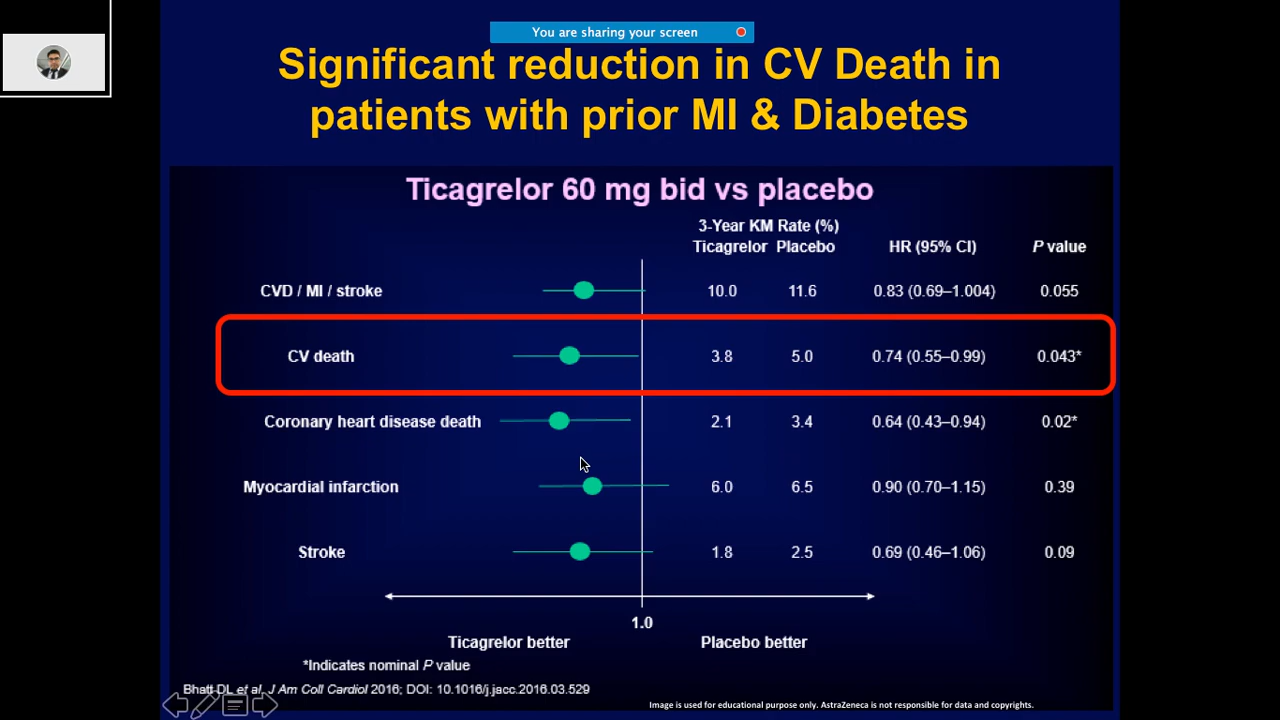 You are sharing your screen
Significant reduction in CV Death in
patients with prior MI & Diabetes
Ticagrelor 60 mg bid vs placebo
3-Year KM Rate (%)
Ticagrelor Placebo HR (95% CI) P value
CVD / MI / stroke 10.0 11.6 0.83 (0.69–1.004) 0.055
CV death 3.8 5.0 0.74 (0.55–0.99) 0.043*
Coronary heart disease death 2.1 3.4 0.64 (0.43–0.94) 0.02*
Myocardial infarction 6.0 6.5 0.90 (0.70–1.15) 0.39
Stroke 1.8 2.5 0.69 (0.46–1.06) 0.09
1.0
Ticagrelor better Placebo better
*Indicates nominal P value
Bhatt DL et al. J Am Coll Cardiol 2016; DOI: 10.1016/j.jacc.2016.03.529
Image is used for educational purpose only. AstraZeneca is not responsible for data and copyrights.